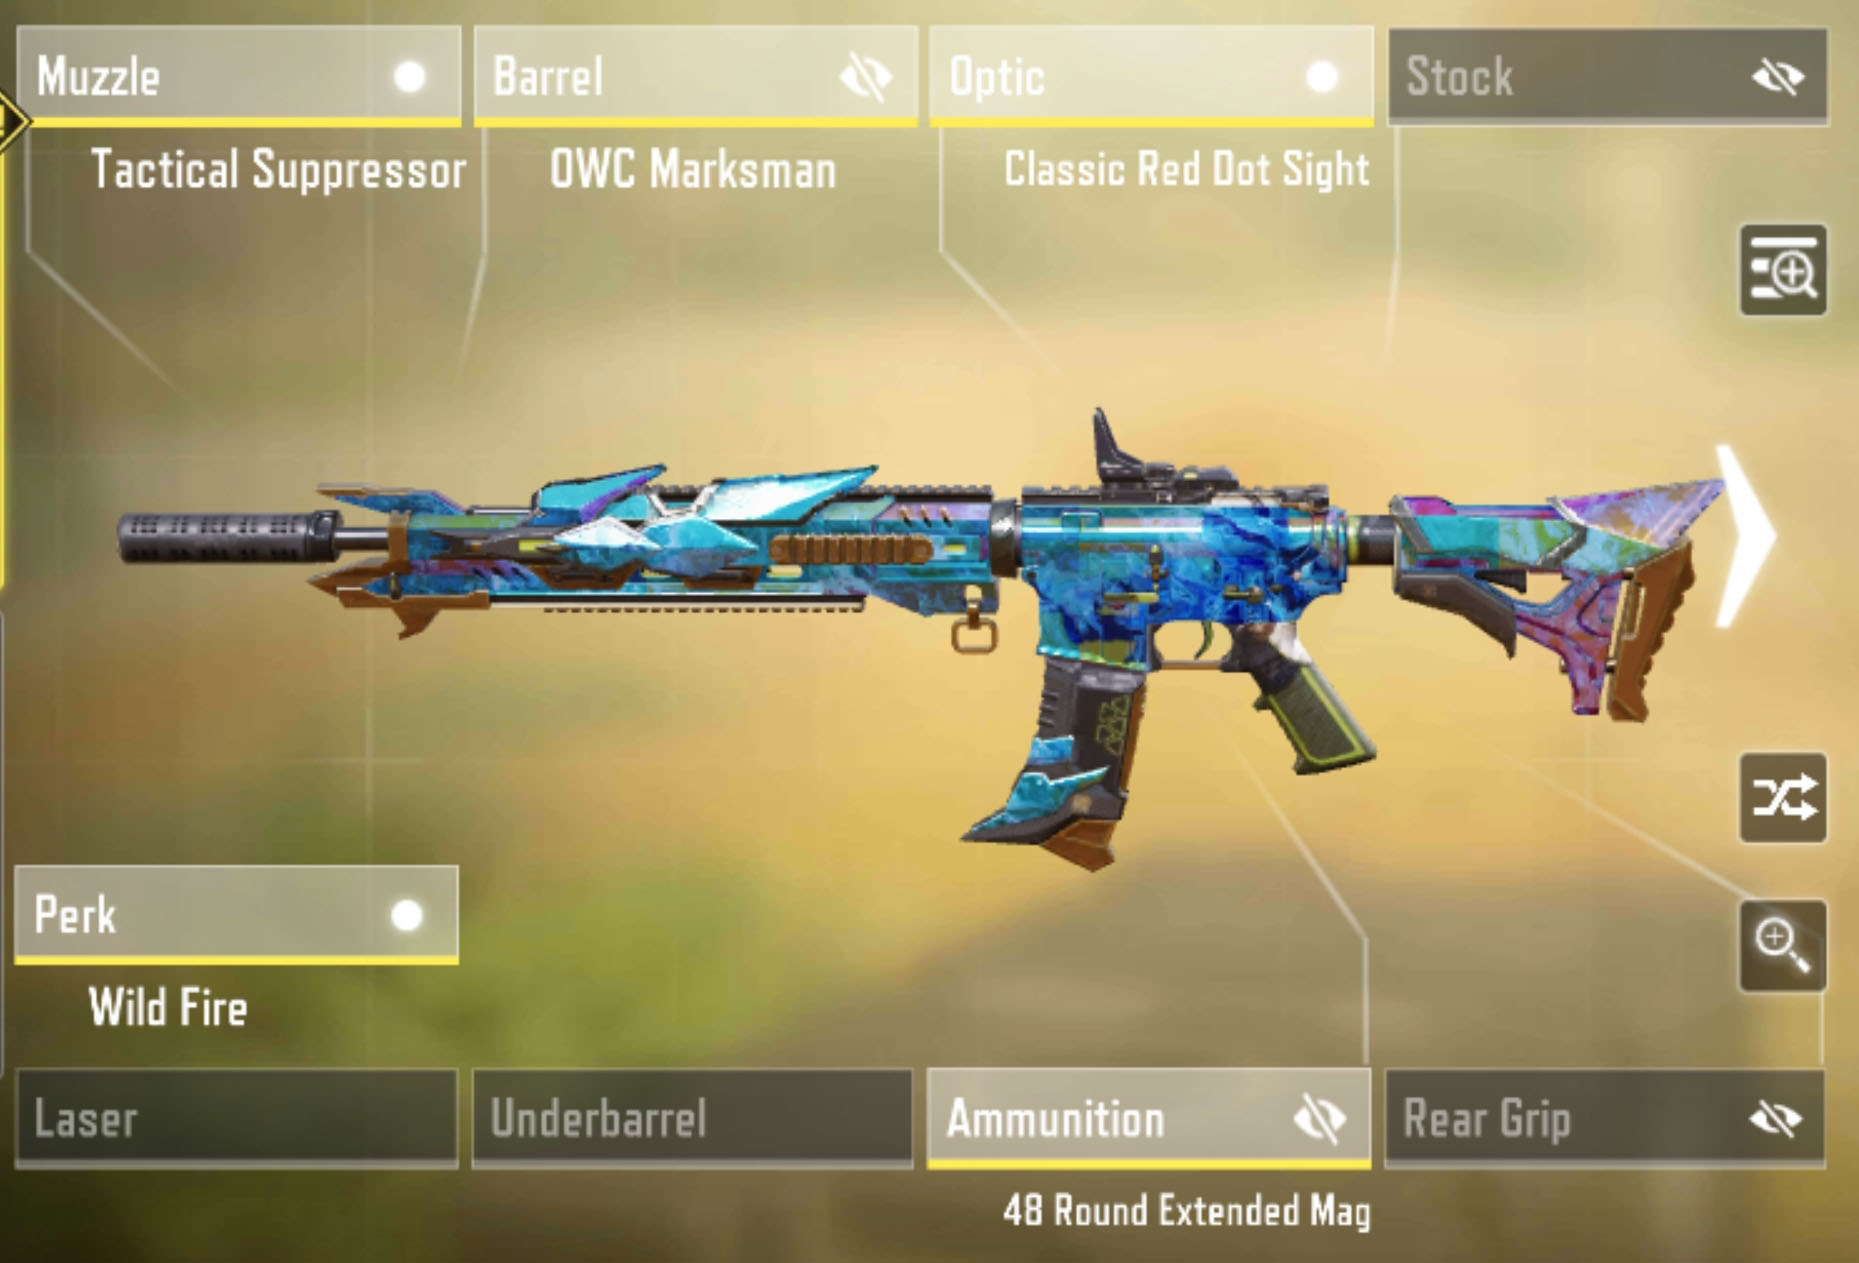 Muzzle
Barrel
Optic
Stock
Tactical Suppressor
OWC Marksman
Classic Red Dot Sight
Perk
Wild Fire
Laser
Underbarrel
Ammunition
Rear Grip
48 Round Extended Mag